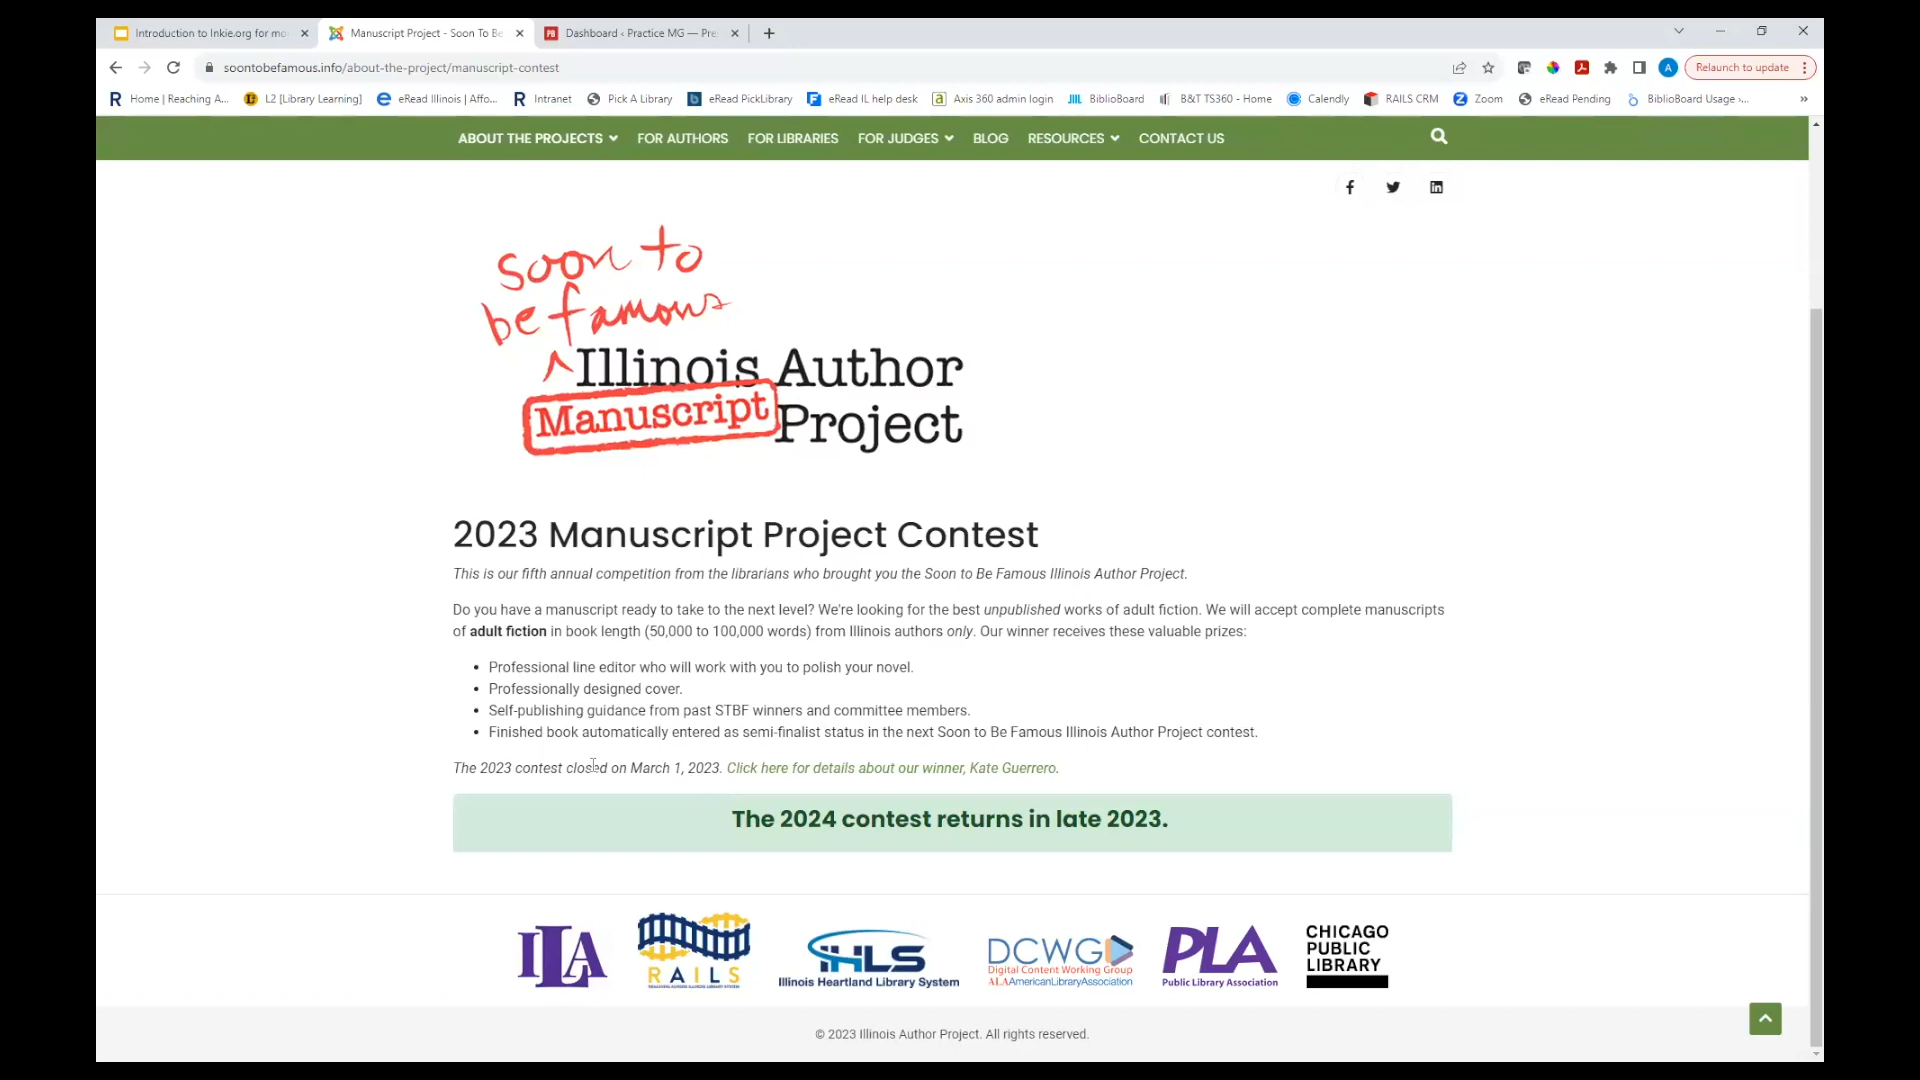 Introduction to Inkie.org for mo
Manuscript Project - Soon To Be
Dashboard ‹ Practice MG — Pre
soontobefamous.info/about-the-project/manuscript-contest
Relaunch to update
Home | Reaching A...
L2 [Library Learning]
eRead Illinois | Affo...
Intranet
Pick A Library
eRead PickLibrary
eRead IL help desk
Axis 360 admin login
BiblioBoard
B&T TS360 - Home
Calendly
RAILS CRM
Zoom
eRead Pending
BiblioBoard Usage ›...
ABOUT THE PROJECTS FOR AUTHORS FOR LIBRARIES FOR JUDGES BLOG RESOURCES CONTACT US
soon to
be famous
Illinois Author
Manuscript Project
2023 Manuscript Project Contest
This is our fifth annual competition from the librarians who brought you the Soon to Be Famous Illinois Author Project.
Do you have a manuscript ready to take to the next level? We're looking for the best unpublished works of adult fiction. We will accept complete manuscripts
of adult fiction in book length (50,000 to 100,000 words) from Illinois authors only. Our winner receives these valuable prizes:
• Professional line editor who will work with you to polish your novel.
• Professionally designed cover.
• Self-publishing guidance from past STBF winners and committee members.
• Finished book automatically entered as semi-finalist status in the next Soon to Be Famous Illinois Author Project contest.
The 2023 contest closed on March 1, 2023. Click here for details about our winner, Kate Guerrero.
The 2024 contest returns in late 2023.
ILA
RAILS
REACHING ACROSS ILLINOIS LIBRARY SYSTEM
iHLS
Illinois Heartland Library System
DCWG
Digital Content Working Group
ALAAmericanLibraryAssociation
PLA
Public Library Association
CHICAGO
PUBLIC
LIBRARY
© 2023 Illinois Author Project. All rights reserved.